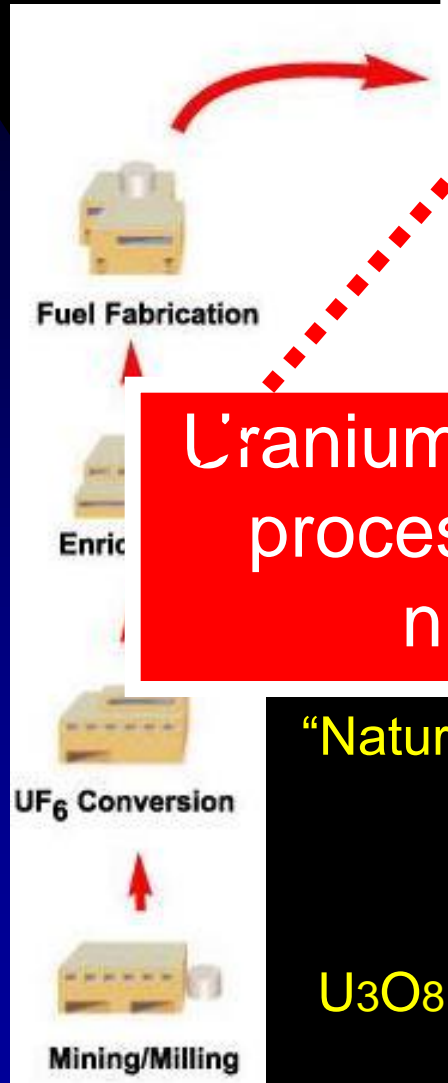 Fuel Fabrication
Uranium
proces
n
Enric
“Natur
UF6 Conversion
U3O8
Mining/Milling